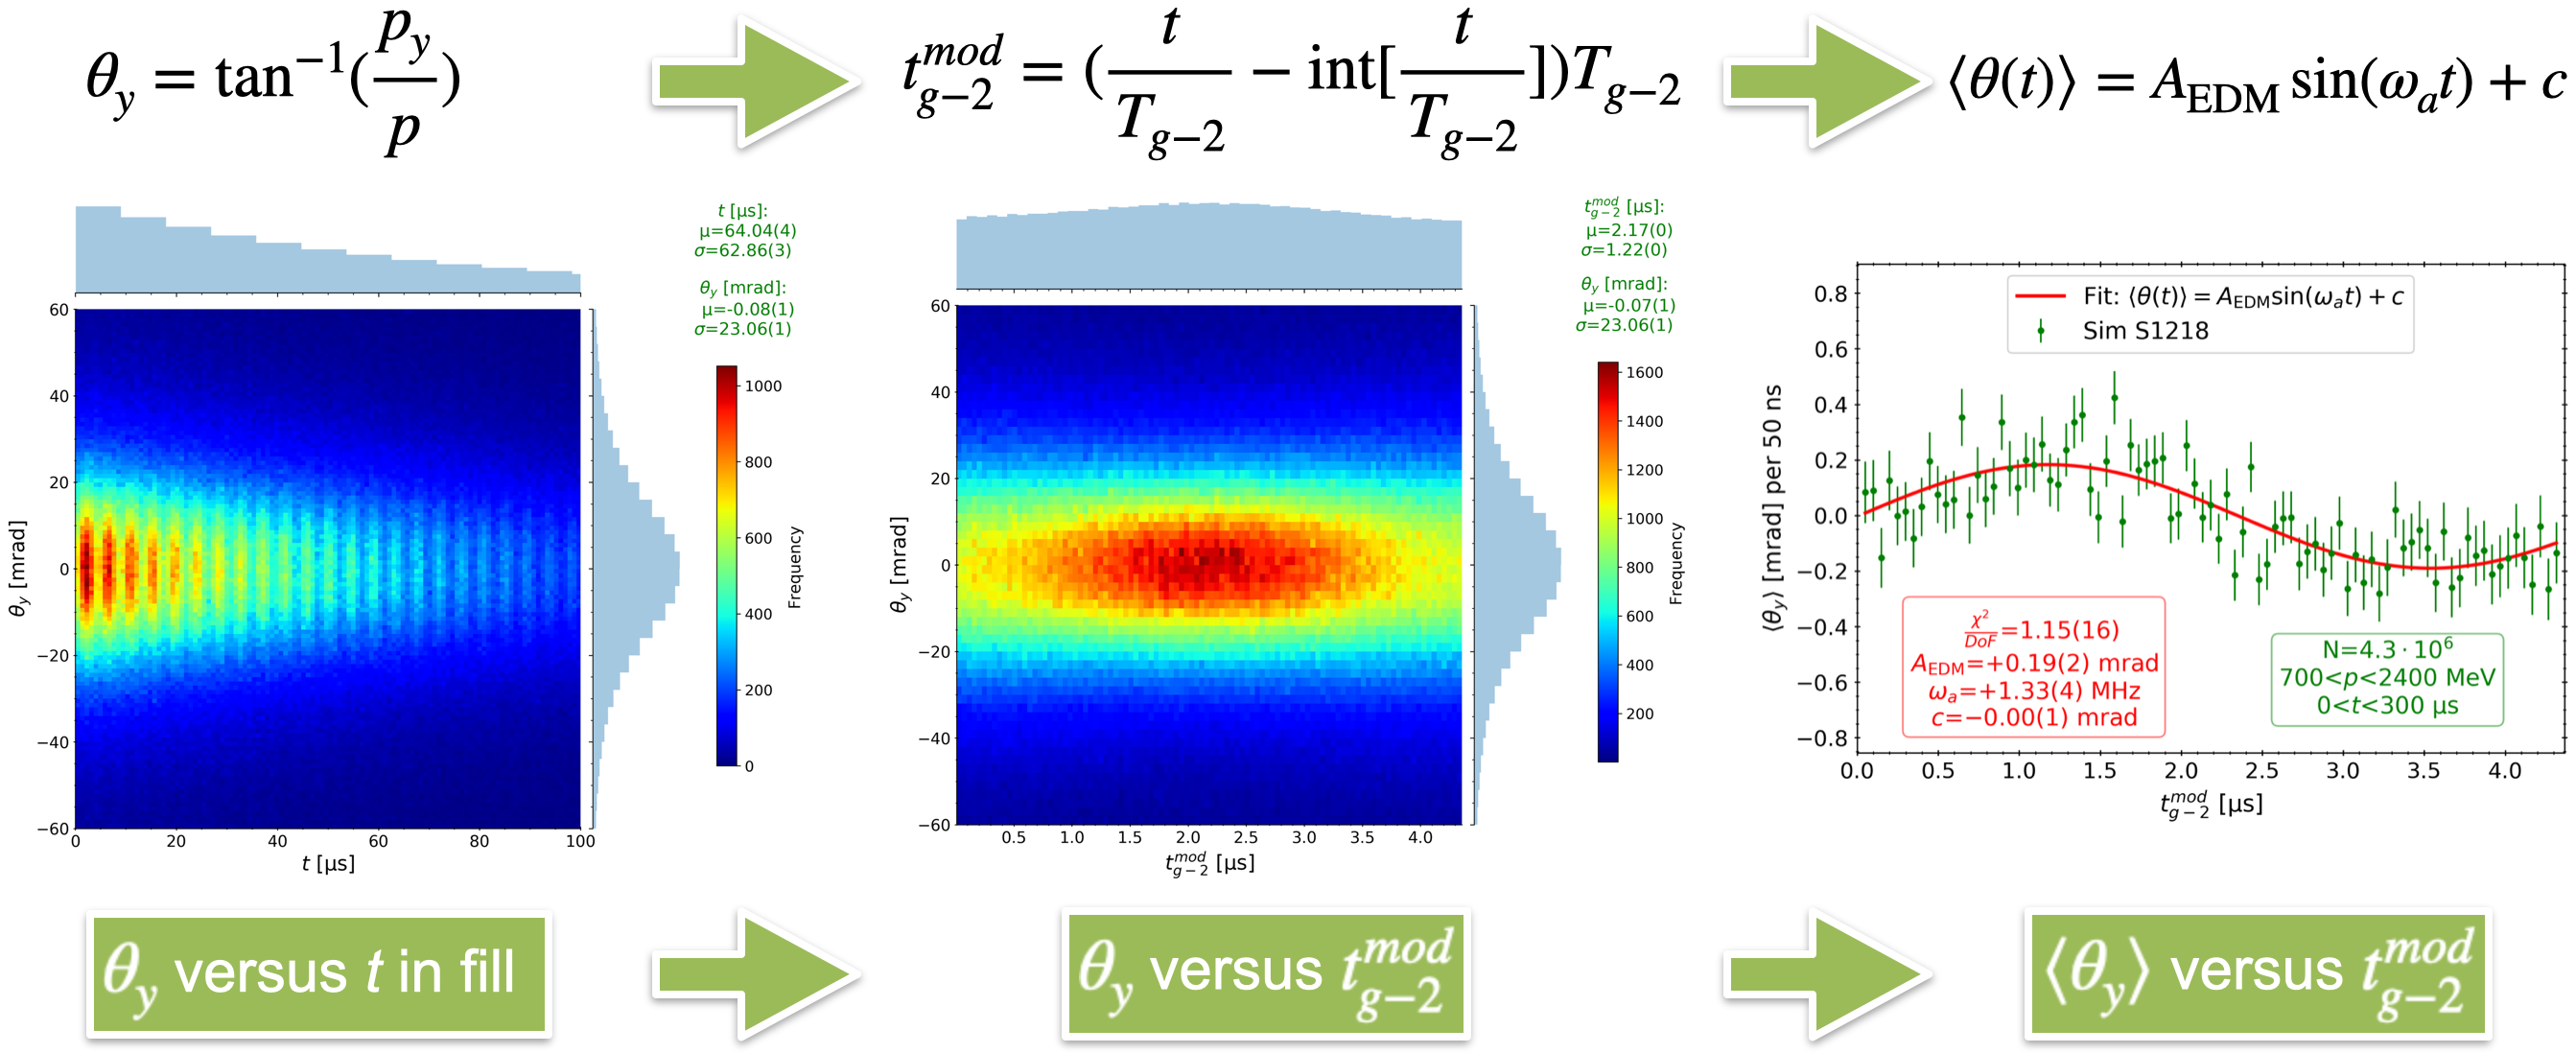 θy = tan⁻¹(py/p)
t^mod_g−2 = (t/T_g−2 − int[t/T_g−2])T_g−2
⟨θ(t)⟩ = A_EDM sin(ω_a t) + c
t [µs]:
µ=64.04(4)
σ=62.86(3)
θy [mrad]:
µ=-0.08(1)
σ=23.06(1)
60
40
20
0
−20
−40
−60
θy [mrad]
0 20 40 60 80 100
t [µs]
1000
800
600
400
200
0
Frequency
t^mod_g−2 [µs]:
µ=2.17(0)
σ=1.22(0)
θy [mrad]:
µ=-0.07(1)
σ=23.06(1)
60
40
20
0
−20
−40
−60
θy [mrad]
0.5 1.0 1.5 2.0 2.5 3.0 3.5 4.0
t^mod_g−2 [µs]
1600
1400
1200
1000
800
600
400
200
Frequency
Fit: ⟨θ(t)⟩ = A_EDM sin(ω_a t) + c
Sim S1218
0.8
0.6
0.4
0.2
0.0
−0.2
−0.4
−0.6
−0.8
⟨θy⟩ [mrad] per 50 ns
χ²/DoF=1.15(16)
A_EDM=+0.19(2) mrad
ω_a=+1.33(4) MHz
c=−0.00(1) mrad
N=4.3 · 10⁶
700<p<2400 MeV
0<t<300 µs
0.0 0.5 1.0 1.5 2.0 2.5 3.0 3.5 4.0
t^mod_g−2 [µs]
θy versus t in fill
θy versus t^mod_g−2
⟨θy⟩ versus t^mod_g−2